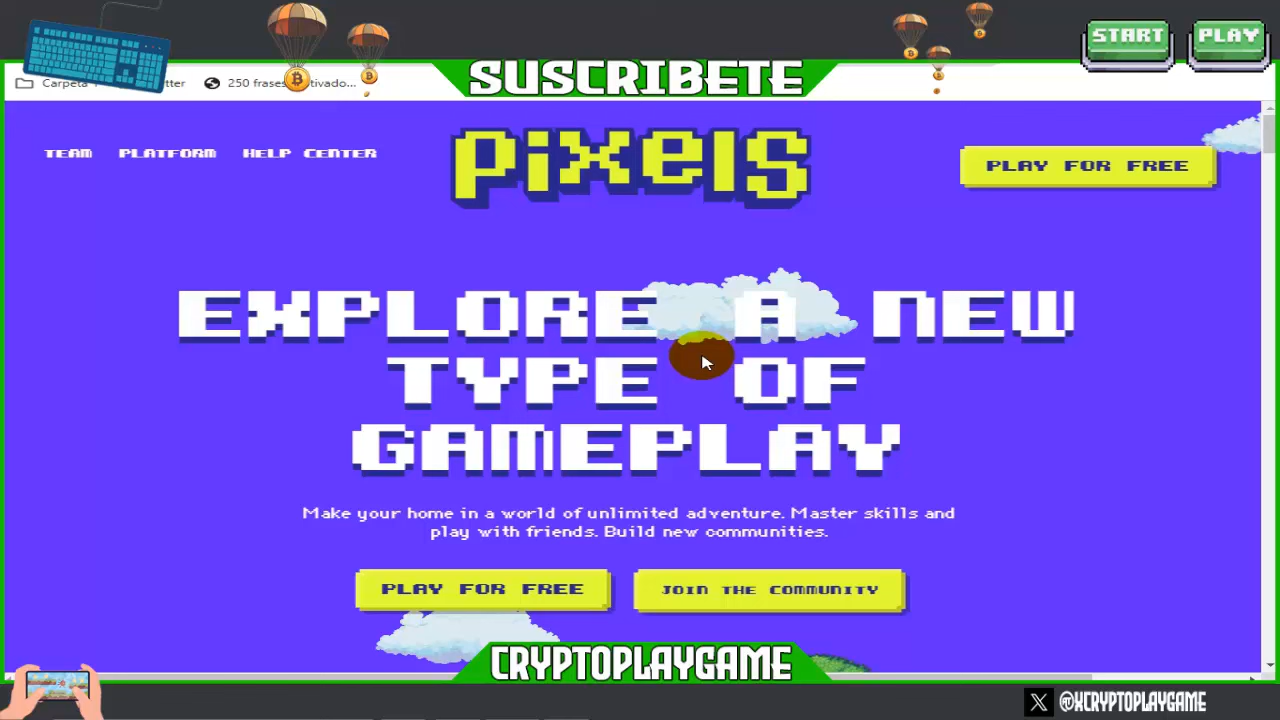 START PLAY
SUSCRIBETE
250 frases
TEAM PLATFORM HELP CENTER
pixels
PLAY FOR FREE
EXPLORE A NEW
TYPE OF
GAMEPLAY
Make your home in a world of unlimited adventure. Master skills and
play with friends. Build new communities.
PLAY FOR FREE JOIN THE COMMUNITY
CRYPTOPLAYGAME
@XCRYPTOPLAYGAME